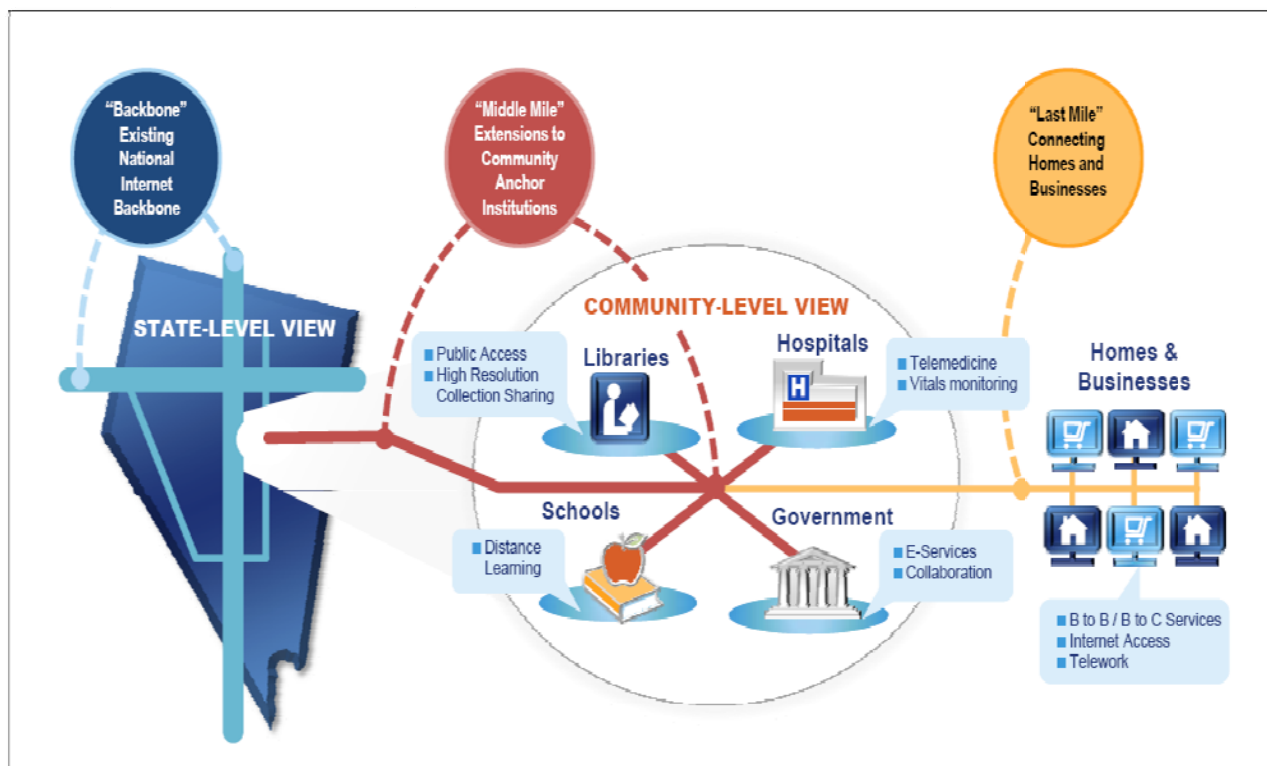 “Backbone”
Existing
National
Internet
Backbone
“Middle Mile”
Extensions to
Community
Anchor
Institutions
“Last Mile”
Connecting
Homes and
Businesses
STATE-LEVEL VIEW
COMMUNITY-LEVEL VIEW
Public Access
High Resolution
Collection Sharing
Libraries
Hospitals
H
Telemedicine
Vitals monitoring
Homes &
Businesses
Schools
Distance
Learning
Government
E-Services
Collaboration
B to B / B to C Services
Internet Access
Telework